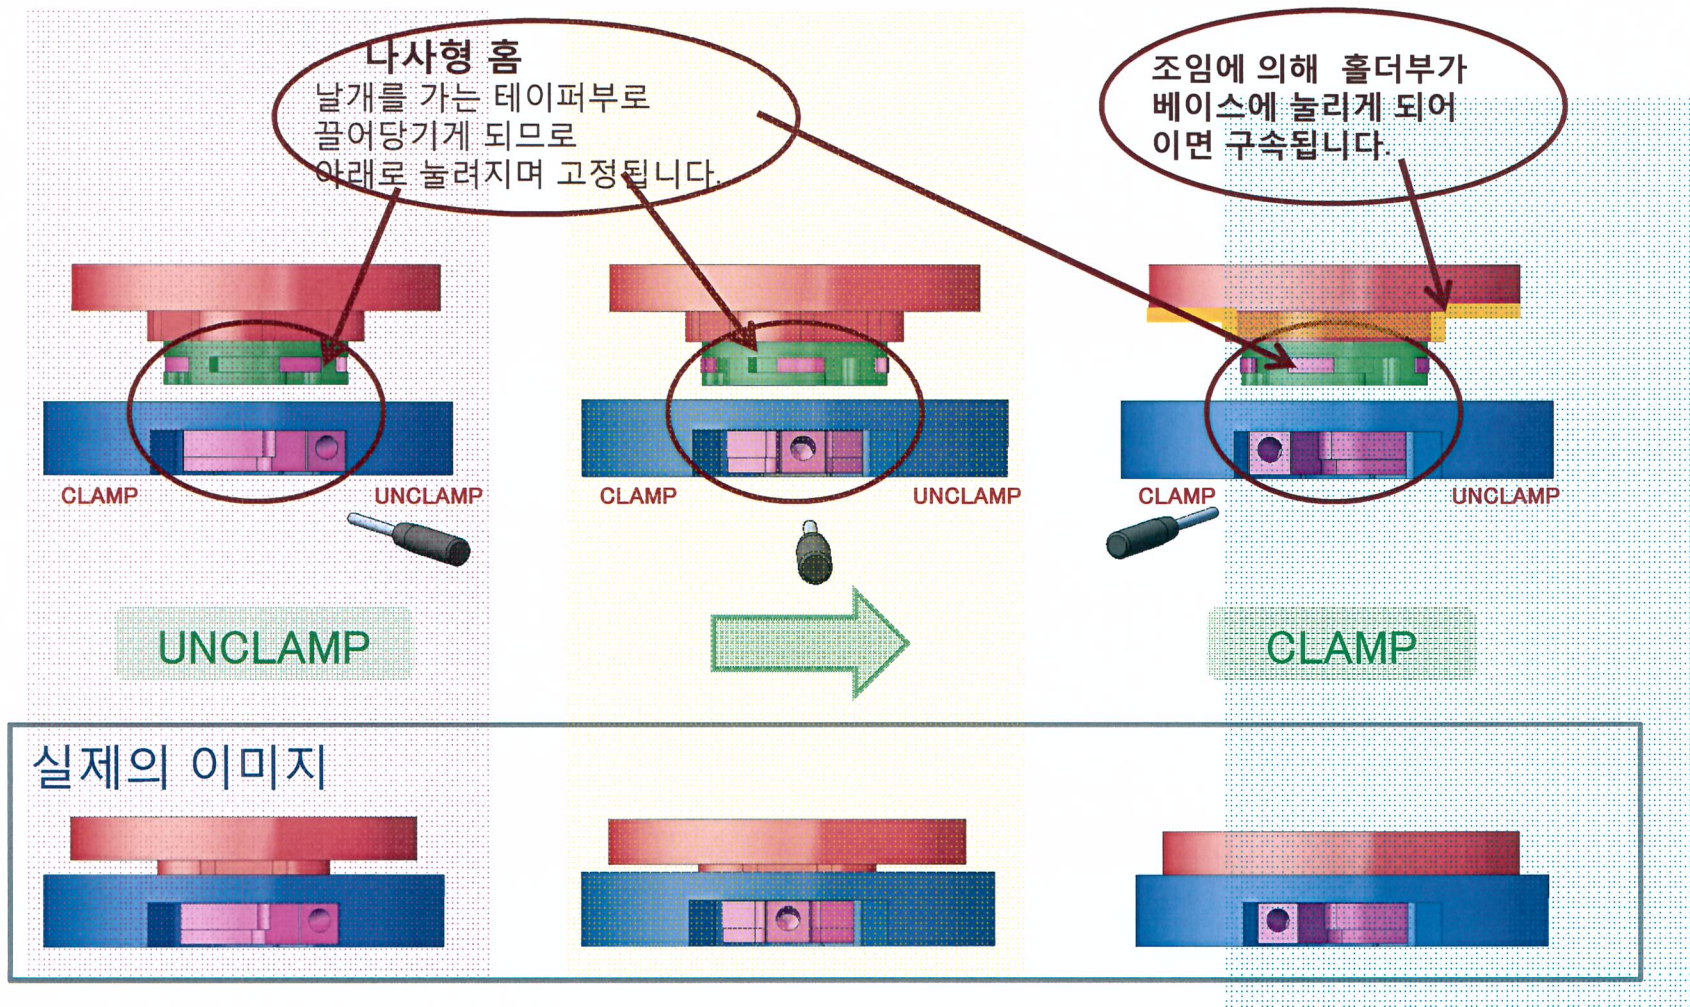 나사형 홈
날개를 가는 테이퍼부로
끌어당기게 되므로
아래로 눌려지며 고정됩니다.
조임에 의해 홀더부가
베이스에 눌리게 되어
이면 구속됩니다.
CLAMP
UNCLAMP
CLAMP
UNCLAMP
CLAMP
UNCLAMP
UNCLAMP
CLAMP
실제의 이미지